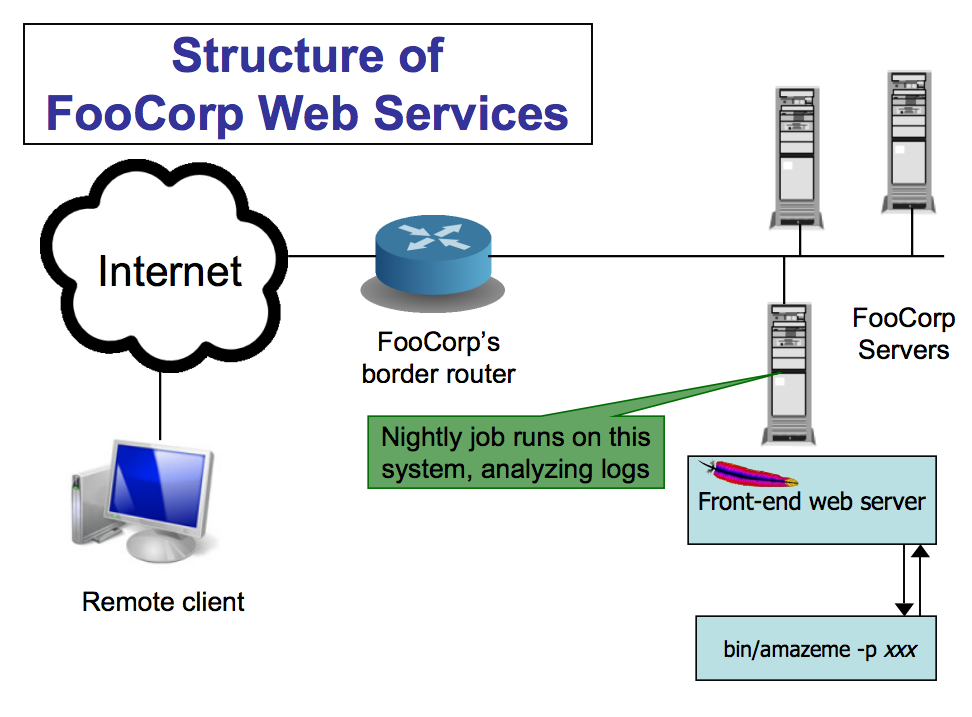 Structure of
FooCorp Web Services
Internet
FooCorp's
border router
FooCorp
Servers
Nightly job runs on this
system, analyzing logs
Front-end web server
Remote client
bin/amazeme -p xxx